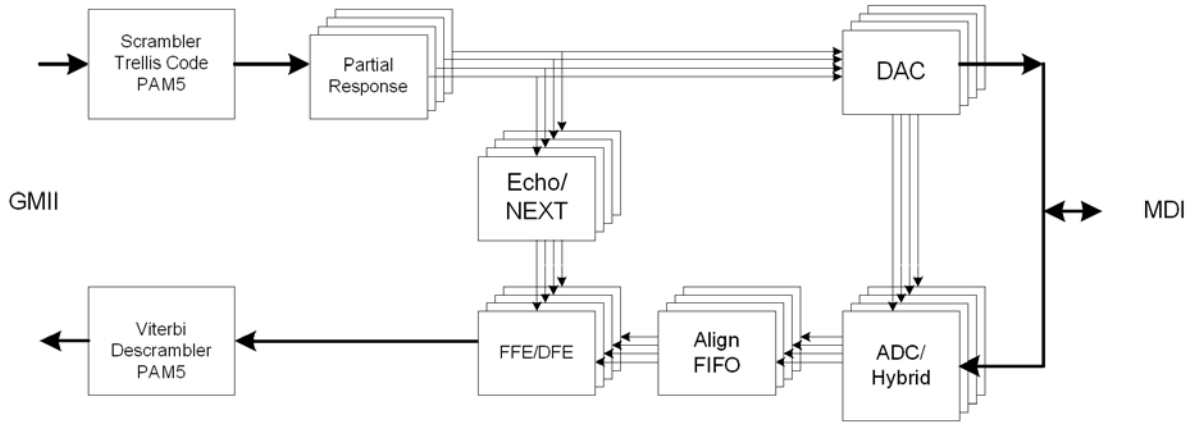 Scrambler
Trellis Code
PAM5
Partial
Response
DAC
Echo/
NEXT
GMII
MDI
Viterbi
Descrambler
PAM5
FFE/DFE
Align
FIFO
ADC/
Hybrid